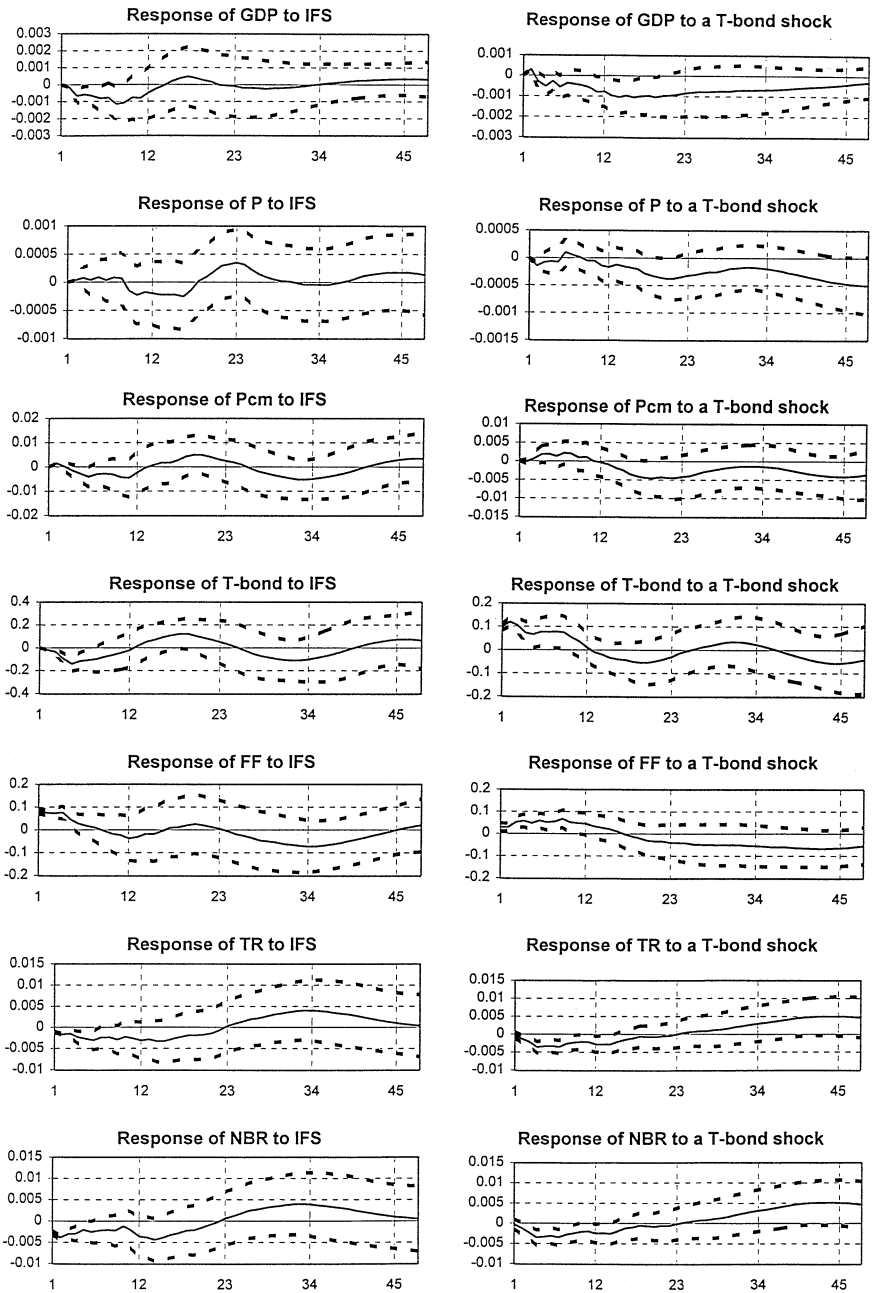 Response of GDP to IFS
0.003
0.002
0.001
0
-0.001
-0.002
-0.003
1 12 23 34 45
Response of GDP to a T-bond shock
0.001
0
-0.001
-0.002
-0.003
1 12 23 34 45
Response of P to IFS
0.001
0.0005
0
-0.0005
-0.001
1 12 23 34 45
Response of P to a T-bond shock
0.0005
0
-0.0005
-0.001
-0.0015
1 12 23 34 45
Response of Pcm to IFS
0.02
0.01
0
-0.01
-0.02
1 12 23 34 45
Response of Pcm to a T-bond shock
0.01
0.005
0
-0.005
-0.01
-0.015
1 12 23 34 45
Response of T-bond to IFS
0.4
0.2
0
-0.2
-0.4
1 12 23 34 45
Response of T-bond to a T-bond shock
0.2
0.1
0
-0.1
-0.2
1 12 23 34 45
Response of FF to IFS
0.2
0.1
0
-0.1
-0.2
1 12 23 34 45
Response of FF to a T-bond shock
0.2
0.1
0
-0.1
-0.2
1 12 23 34 45
Response of TR to IFS
0.015
0.01
0.005
0
-0.005
-0.01
1 12 23 34 45
Response of TR to a T-bond shock
0.015
0.01
0.005
0
-0.005
-0.01
1 12 23 34 45
Response of NBR to IFS
0.015
0.01
0.005
0
-0.005
-0.01
1 12 23 34 45
Response of NBR to a T-bond shock
0.015
0.01
0.005
0
-0.005
-0.01
1 12 23 34 45